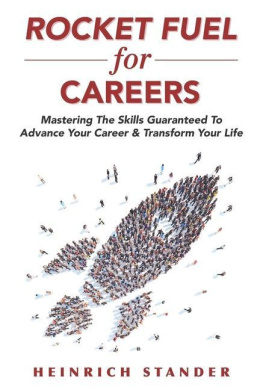 ROCKET FUEL
for
CAREERS
Mastering The Skills Guaranteed To
Advance Your Career & Transform Your Life
HEINRICH STANDER